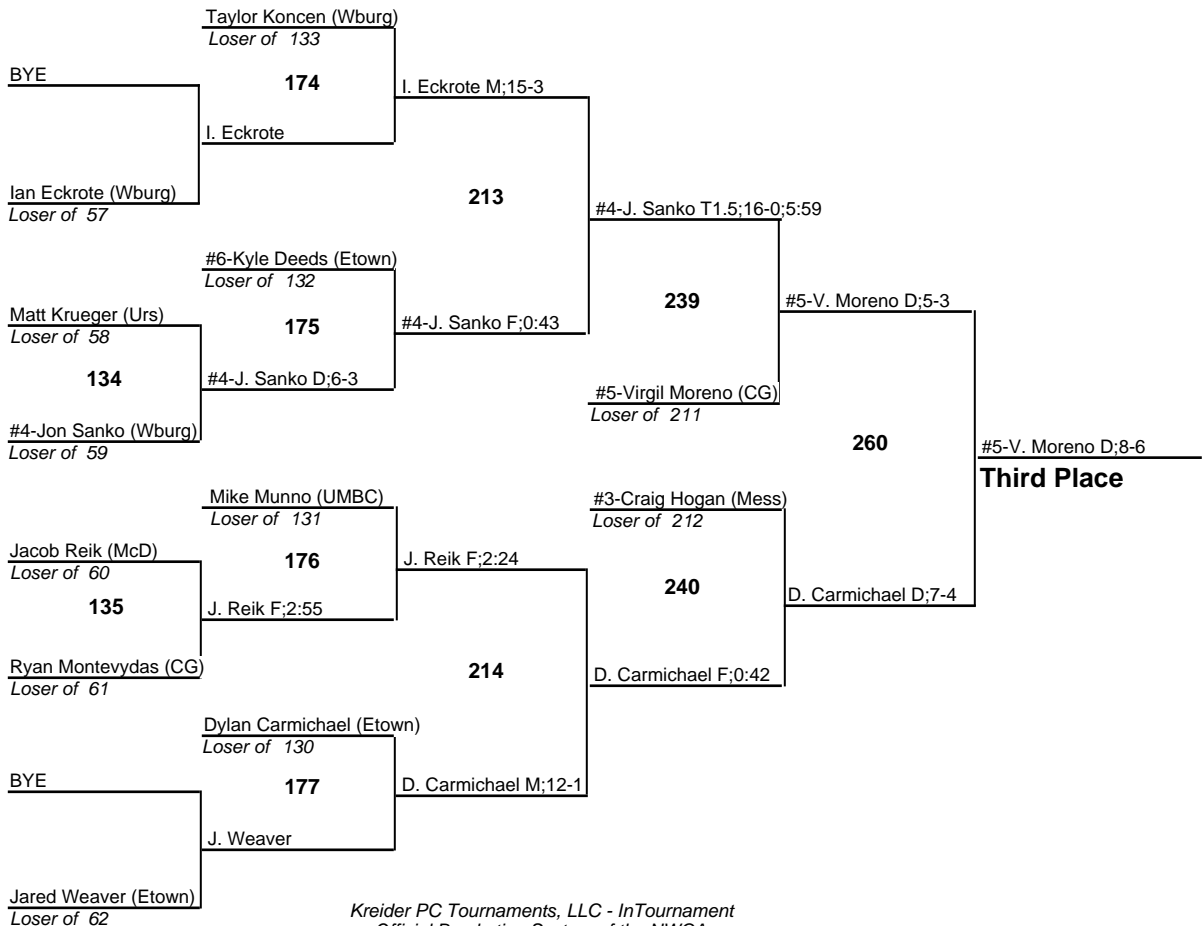 Taylor Koncen (Wburg)
Loser of 133
BYE
174
I. Eckrote M;15-3
I. Eckrote
Ian Eckrote (Wburg)
Loser of 57
213
#4-J. Sanko T1.5;16-0;5:59
#6-Kyle Deeds (Etown)
Loser of 132
239
#5-V. Moreno D;5-3
Matt Krueger (Urs)
Loser of 58
175
#4-J. Sanko F;0:43
134
#4-J. Sanko D;6-3
#5-Virgil Moreno (CG)
Loser of 211
#4-Jon Sanko (Wburg)
Loser of 59
260
#5-V. Moreno D;8-6
Third Place
Mike Munno (UMBC)
Loser of 131
#3-Craig Hogan (Mess)
Loser of 212
Jacob Reik (McD)
Loser of 60
176
J. Reik F;2:24
240
135
J. Reik F;2:55
D. Carmichael D;7-4
Ryan Montevydas (CG)
Loser of 61
214
D. Carmichael F;0:42
Dylan Carmichael (Etown)
Loser of 130
BYE
177
D. Carmichael M;12-1
J. Weaver
Jared Weaver (Etown)
Loser of 62
Kreider PC Tournaments, LLC - InTournament